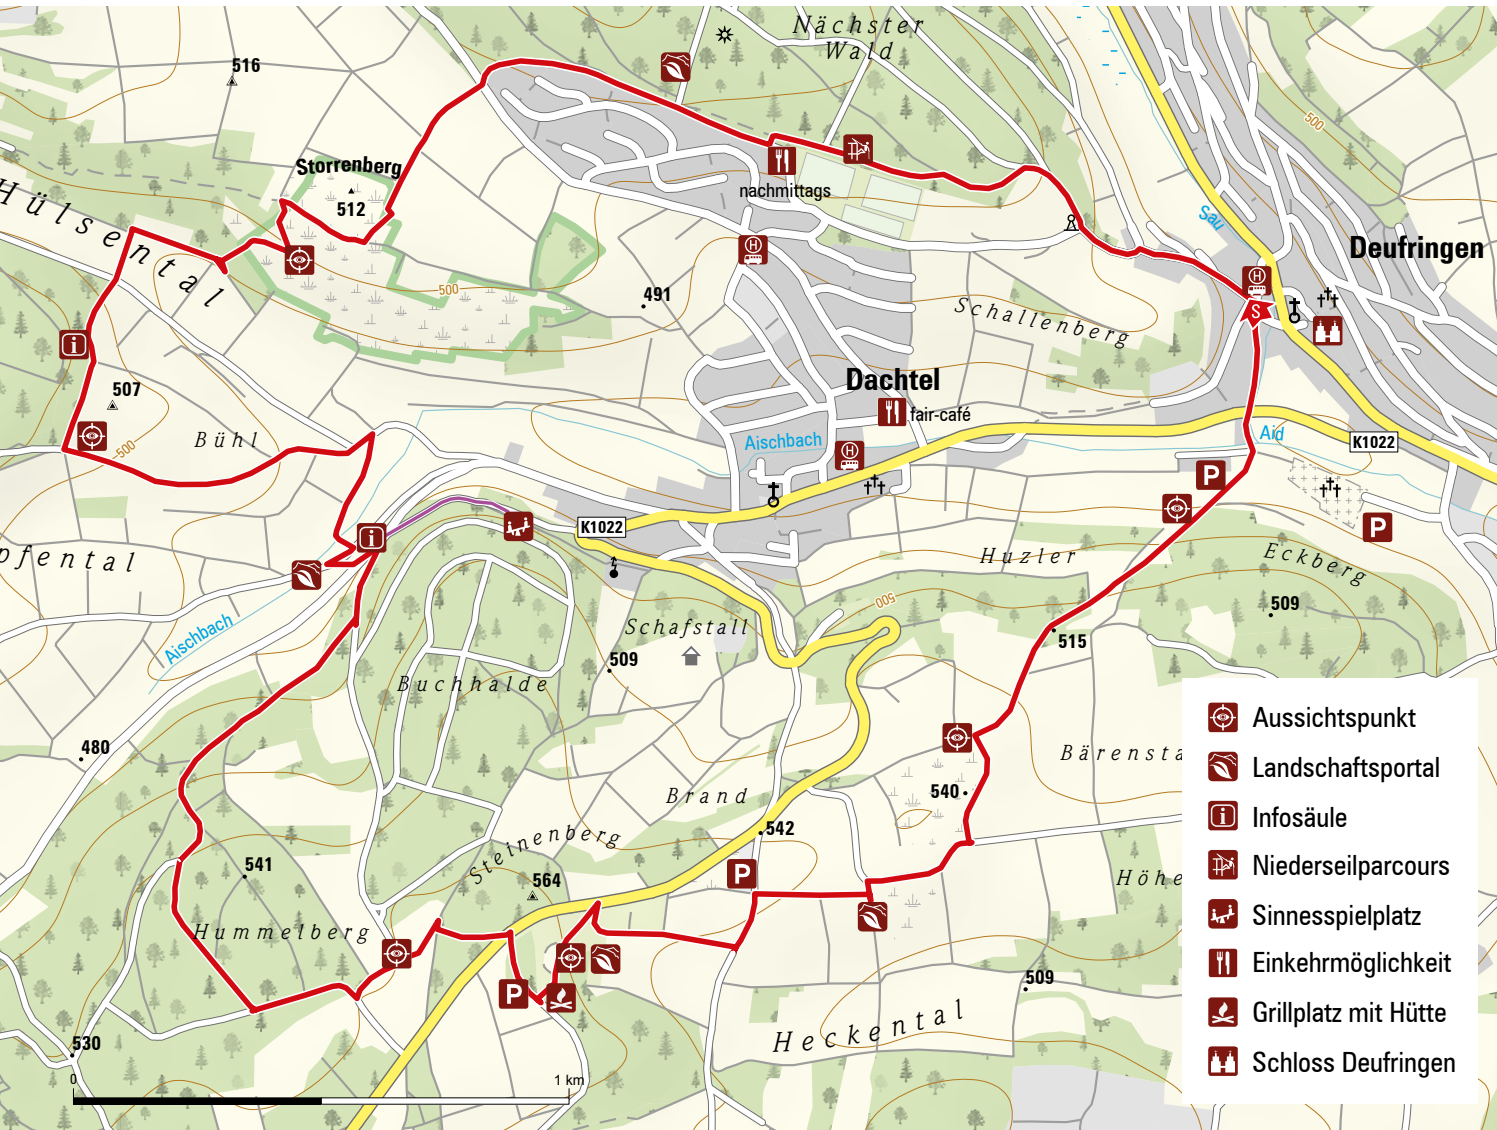 Nächster
Wald
516
Storrenberg
512
Hülsental
nachmittags
500
Sau
Deufringen
500
491
Schallenberg
S
H
H
i
507
Dachtel
fair-café
Bühl
500
Aischbach
H
Aid
K1022
P
P
K1022
i
pfental
Huzler
Eckberg
509
500
Aischbach
Schafstall
509
515
Buchhalde
480
Bärensta
540
Brand
542
Steinenberg
564
541
P
Höhe
Hummelberg
P
509
Heckental
530
0
1 km
Aussichtspunkt
Landschaftsportal
i Infosäule
Niederseilparcours
Sinnesspielplatz
Einkehrmöglichkeit
Grillplatz mit Hütte
Schloss Deufringen